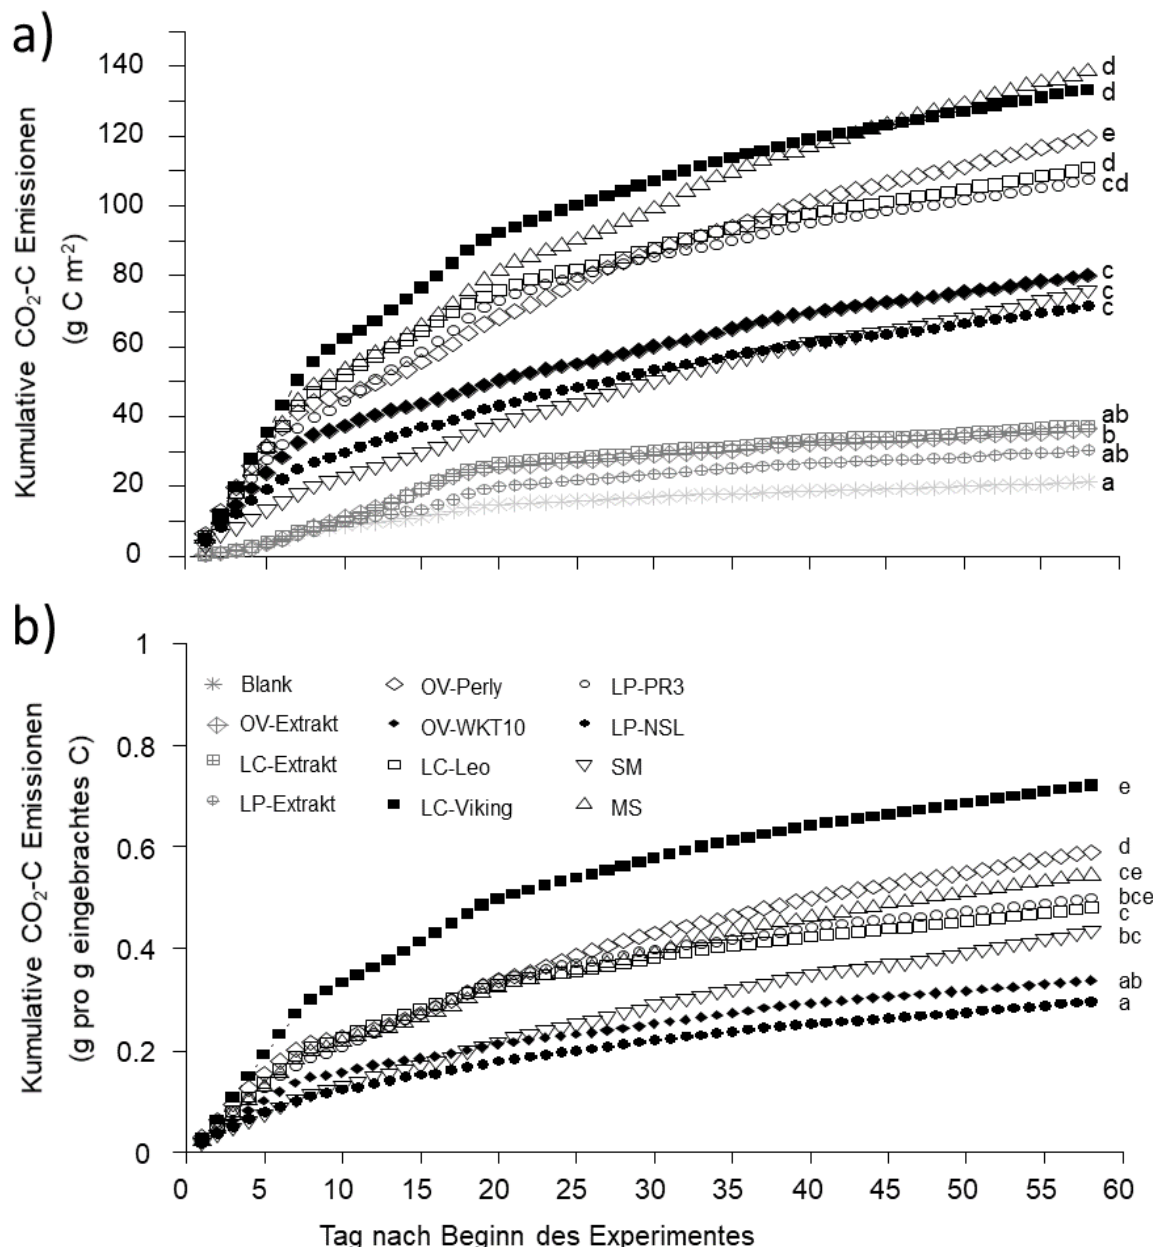 a)
Kumulative CO₂-C Emissionen
(g C m⁻²)
140
120
100
80
60
40
20
0
d
d
e
d
cd
c
c
c
ab
b
ab
a
b)
Kumulative CO₂-C Emissionen
(g pro g eingebrachtes C)
1
0.8
0.6
0.4
0.2
0
Blank
OV-Extrakt
LC-Extrakt
LP-Extrakt
OV-Perly
OV-WKT10
LC-Leo
LC-Viking
LP-PR3
LP-NSL
SM
MS
e
d
ce
bce
c
bc
ab
a
0 5 10 15 20 25 30 35 40 45 50 55 60
Tag nach Beginn des Experimentes